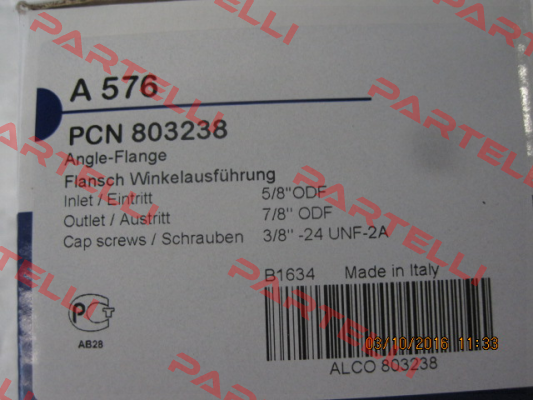 PARTELLI
A 576
PCN 803238
Angle-Flange
Flansch Winkelausführung
Inlet / Eintritt 5/8"ODF
Outlet / Austritt 7/8" ODF
Cap screws / Schrauben 3/8" -24 UNF-2A
B1634 Made in Italy
AB28
03/10/2016 11:33
ALCO 803238
PARTELLI
PARTELLI
PARTELLI
PARTELLI
PARTELLI